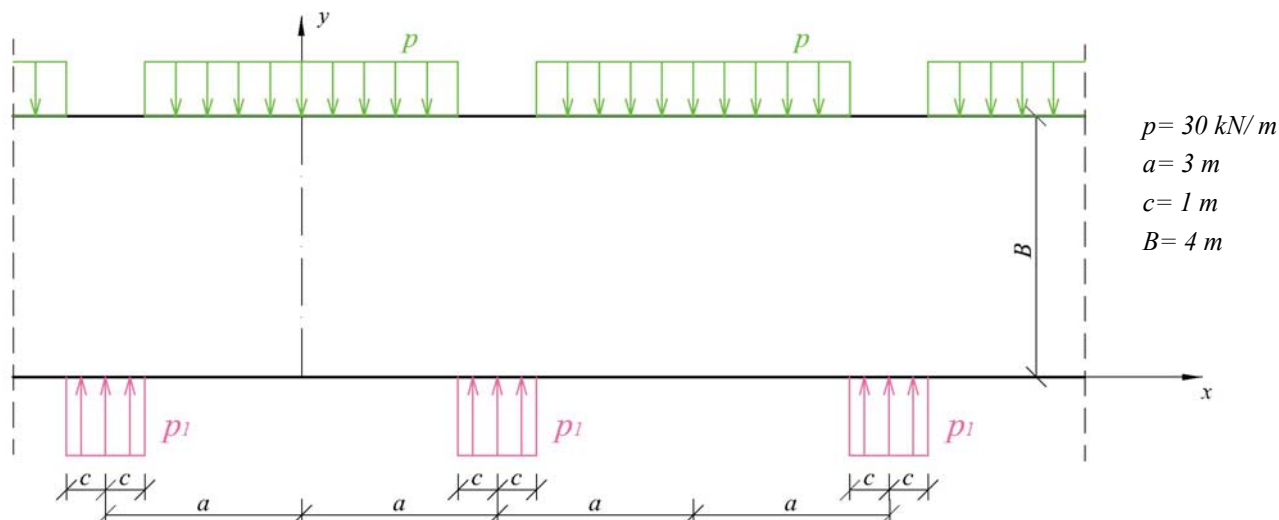 y
p
p
p= 30 kN/ m
a= 3 m
c= 1 m
B= 4 m
B
x
p1
p1
p1
c c c c c c
a a a a